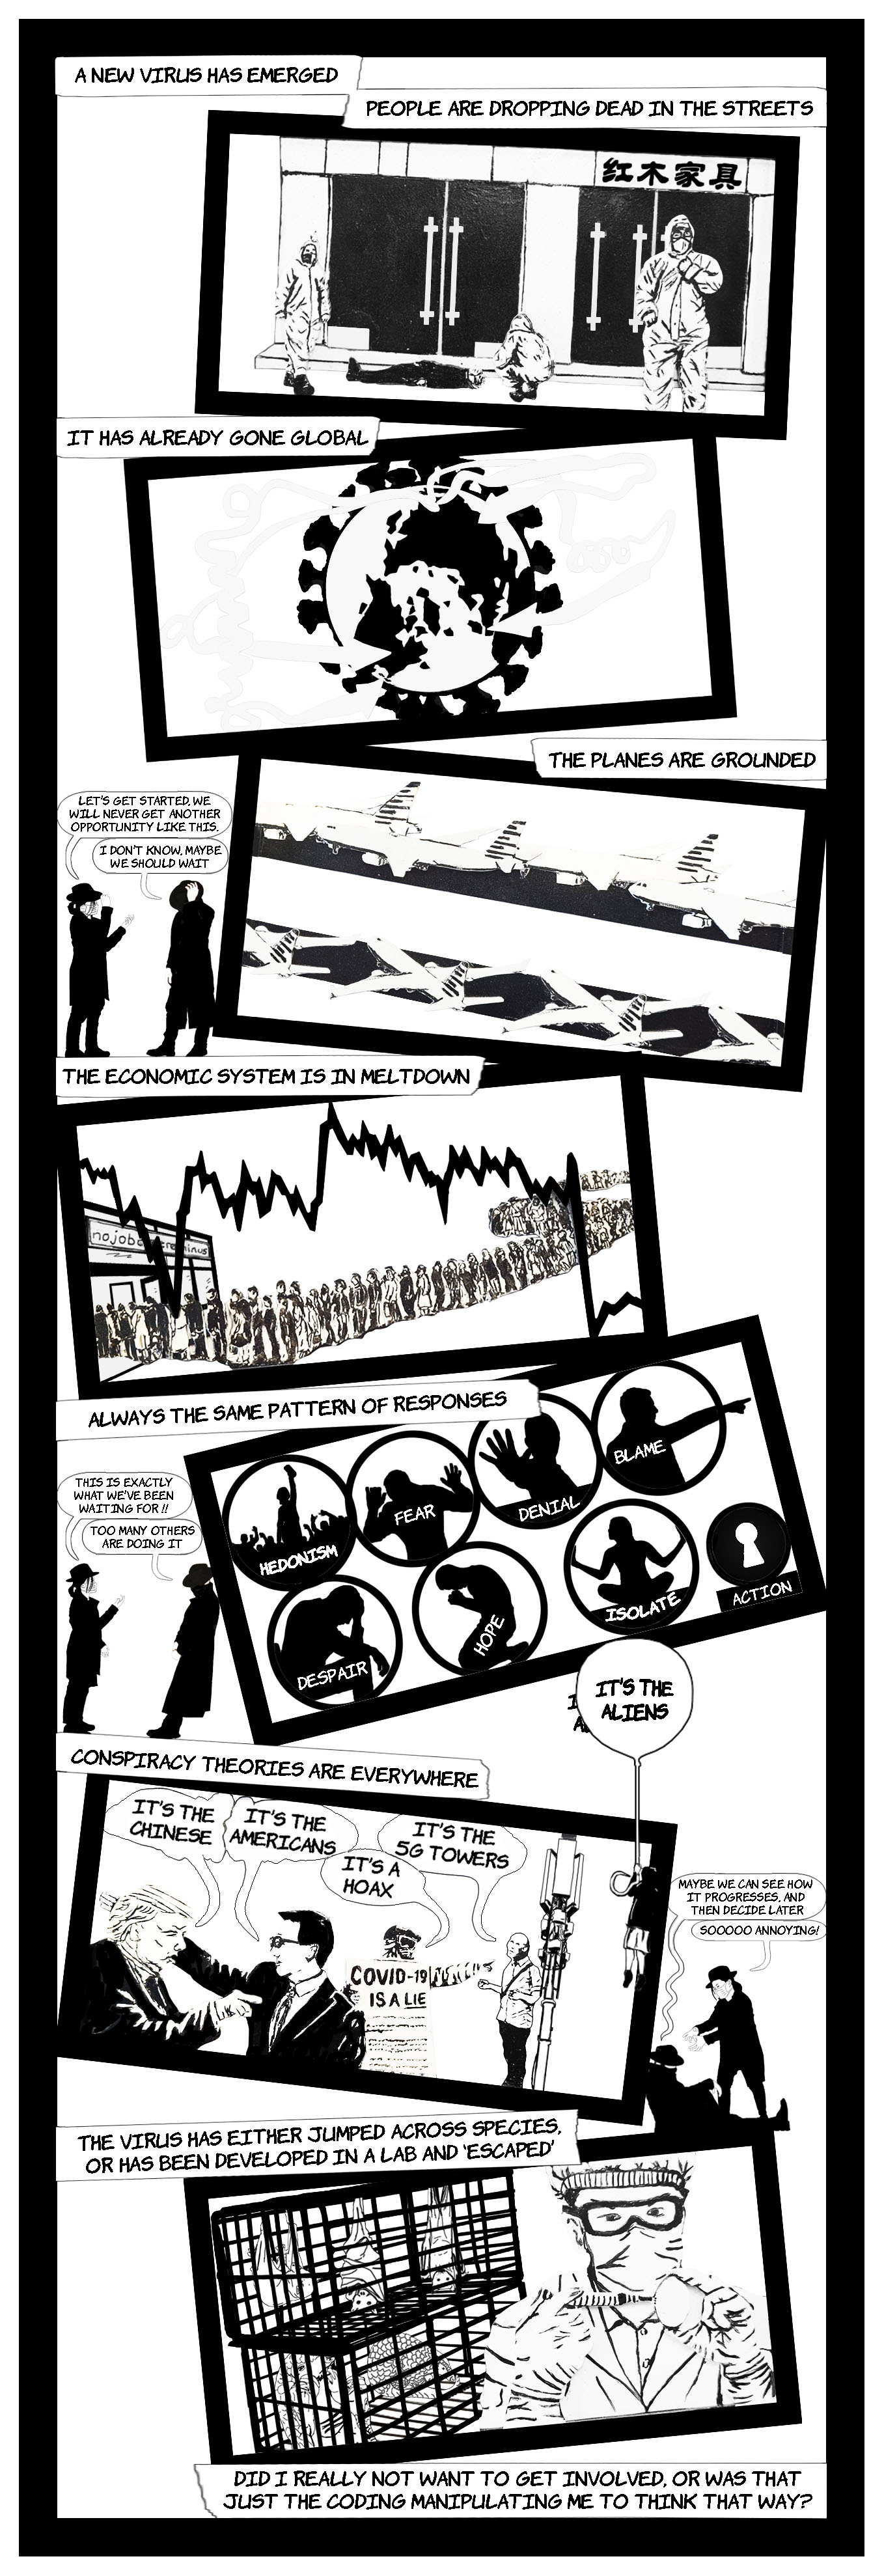 A NEW VIRUS HAS EMERGED
PEOPLE ARE DROPPING DEAD IN THE STREETS
红木家具
IT HAS ALREADY GONE GLOBAL
THE PLANES ARE GROUNDED
LET'S GET STARTED. WE
WILL NEVER GET ANOTHER
OPPORTUNITY LIKE THIS.
I DON'T KNOW, MAYBE
WE SHOULD WAIT
THE ECONOMIC SYSTEM IS IN MELTDOWN
ALWAYS THE SAME PATTERN OF RESPONSES
BLAME
DENIAL
FEAR
HEDONISM
ACTION
ISOLATE
HOPE
DESPAIR
THIS IS EXACTLY
WHAT WE'VE BEEN
WAITING FOR !!
TOO MANY OTHERS
ARE DOING IT
IT'S THE
ALIENS
CONSPIRACY THEORIES ARE EVERYWHERE
IT'S THE
CHINESE
IT'S THE
AMERICANS
IT'S A
HOAX
IT'S THE
5G TOWERS
COVID-19
IS A LIE
MAYBE WE CAN SEE HOW
IT PROGRESSES, AND
THEN DECIDE LATER
SOOOOO ANNOYING!
THE VIRUS HAS EITHER JUMPED ACROSS SPECIES,
OR HAS BEEN DEVELOPED IN A LAB AND 'ESCAPED'
DID I REALLY NOT WANT TO GET INVOLVED, OR WAS THAT
JUST THE CODING MANIPULATING ME TO THINK THAT WAY?